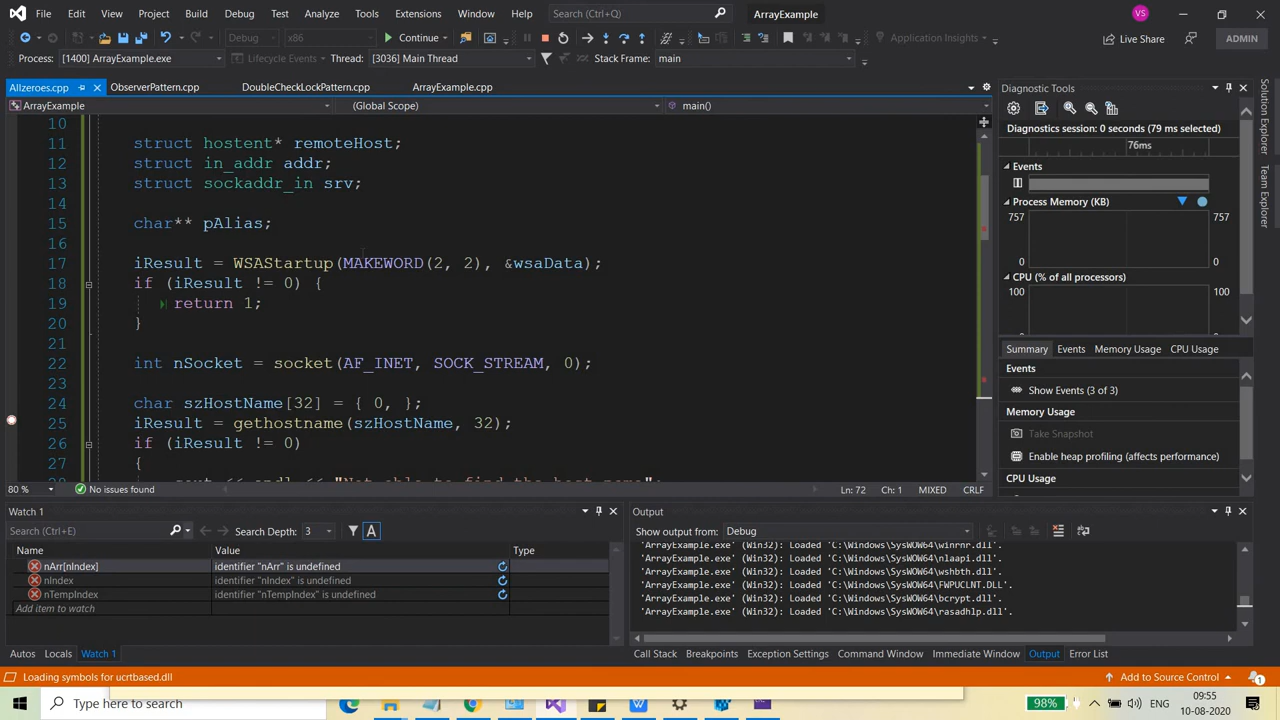 File Edit View Project Build Debug Test Analyze Tools Extensions Window Help Search (Ctrl+Q) ArrayExample VS
Debug x86 Continue Application Insights Live Share ADMIN
Process: [1400] ArrayExample.exe Lifecycle Events Thread: [3036] Main Thread Stack Frame: main
Allzeroes.cpp ObserverPattern.cpp DoubleCheckLockPattern.cpp ArrayExample.cpp
ArrayExample (Global Scope) main()
10
11 struct hostent* remoteHost;
12 struct in_addr addr;
13 struct sockaddr_in srv;
14
15 char** pAlias;
16
17 iResult = WSAStartup(MAKEWORD(2, 2), &wsaData);
18 if (iResult != 0) {
19 return 1;
20 }
21
22 int nSocket = socket(AF_INET, SOCK_STREAM, 0);
23
24 char szHostName[32] = { 0, };
25 iResult = gethostname(szHostName, 32);
26 if (iResult != 0)
27 {
80 % No issues found Ln: 72 Ch: 1 MIXED CRLF
Diagnostic Tools
Diagnostics session: 0 seconds (79 ms selected)
76ms
Events
Process Memory (KB)
757 757
0 0
CPU (% of all processors)
100 100
Summary Events Memory Usage CPU Usage
Events
Show Events (3 of 3)
Memory Usage
Take Snapshot
Enable heap profiling (affects performance)
CPU Usage
Solution Explorer
Team Explorer
Watch 1
Search (Ctrl+E) Search Depth: 3 A
Name Value Type
nArr[nIndex] identifier "nArr" is undefined
nIndex identifier "nIndex" is undefined
nTempIndex identifier "nTempIndex" is undefined
Add item to watch
Autos Locals Watch 1
Output
Show output from: Debug
'ArrayExample.exe' (Win32): Loaded 'C:\Windows\SysWOW64\winrnr.dll'.
'ArrayExample.exe' (Win32): Loaded 'C:\Windows\SysWOW64\nlaapi.dll'.
'ArrayExample.exe' (Win32): Loaded 'C:\Windows\SysWOW64\wshbth.dll'.
'ArrayExample.exe' (Win32): Loaded 'C:\Windows\SysWOW64\FWPUCLNT.DLL'.
'ArrayExample.exe' (Win32): Loaded 'C:\Windows\SysWOW64\bcrypt.dll'.
'ArrayExample.exe' (Win32): Loaded 'C:\Windows\SysWOW64\rasadhlp.dll'.
Call Stack Breakpoints Exception Settings Command Window Immediate Window Output Error List
Loading symbols for ucrtbased.dll Add to Source Control 1
Type here to search 98% ENG 09:55
10-08-2020